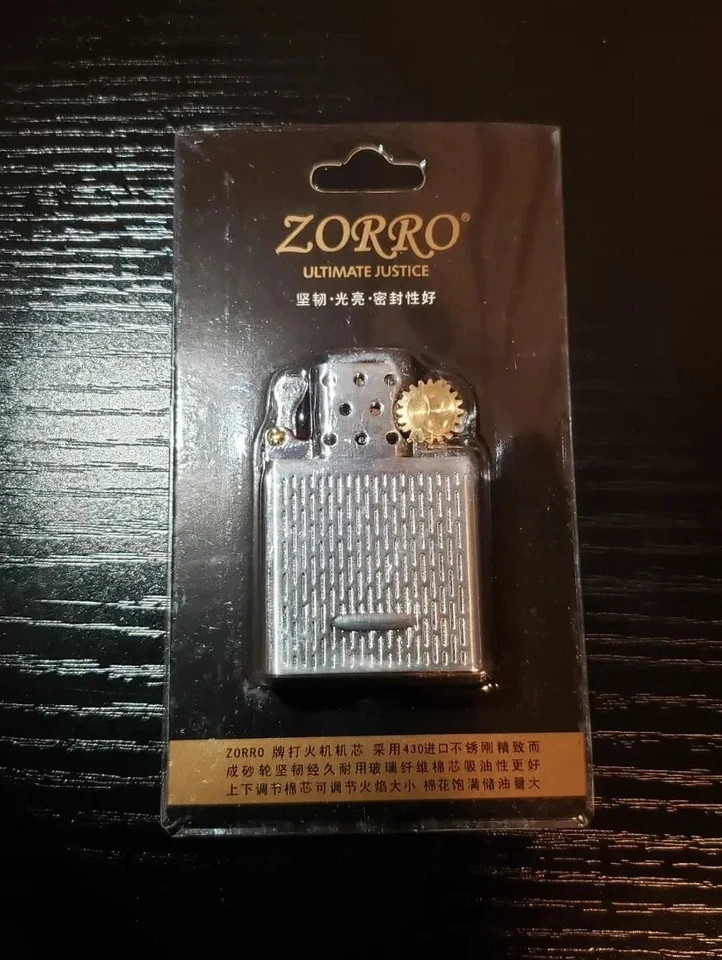 ZORRO®
ULTIMATE JUSTICE
坚韧·光亮·密封性好
ZORRO 牌打火机机芯 采用430进口不锈刚精致而
成砂轮坚韧经久耐用玻璃纤维棉芯吸油性更好
上下调节棉芯可调节火焰大小 棉花饱满储油量大